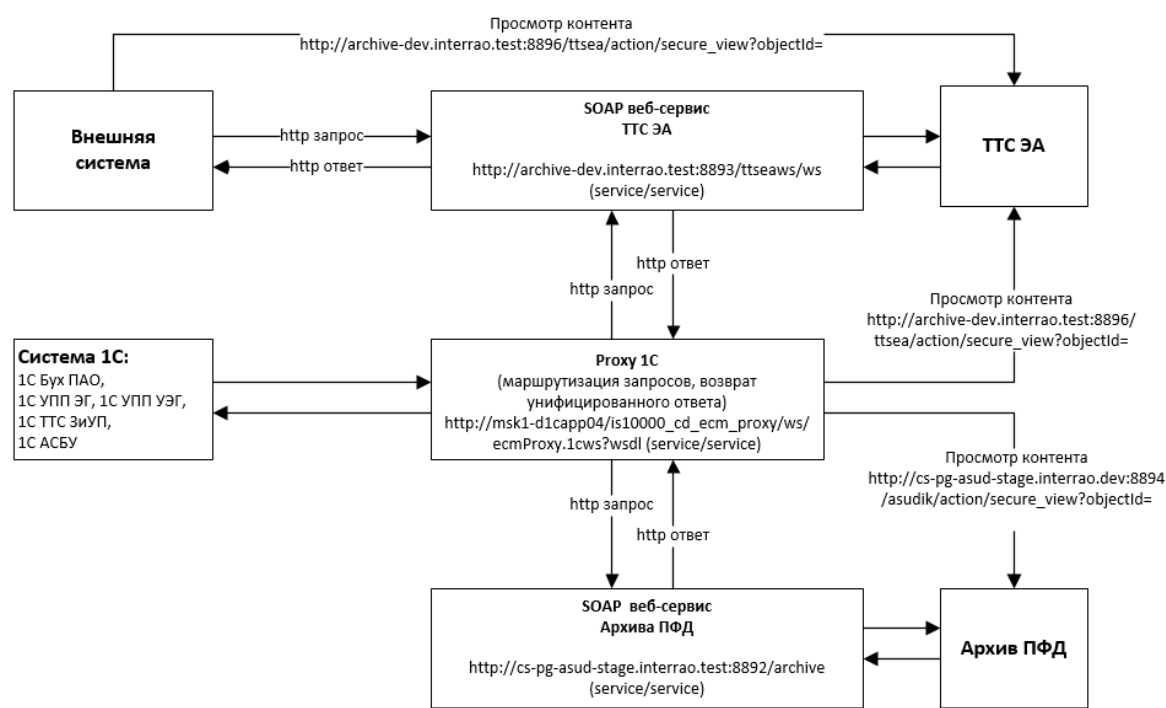 Просмотр контента
http://archive-dev.interrao.test:8896/ttsea/action/secure_view?objectId=
Внешняя
система
http запрос
http ответ
SOAP веб-сервис
ТТС ЭА
http://archive-dev.interrao.test:8893/ttseaws/ws
(service/service)
ТТС ЭА
http ответ
http запрос
Просмотр контента
http://archive-dev.interrao.test:8896/
ttsea/action/secure_view?objectId=
Система 1С:
1С Бух ПАО,
1С УПП ЭГ, 1С УПП УЭГ,
1С ТТС ЗиУП,
1С АСБУ
Proxy 1С
(маршрутизация запросов, возврат
унифицированного ответа)
http://msk1-d1capp04/is10000_cd_ecm_proxy/ws/
ecmProxy.1cws?wsdl (service/service)
Просмотр контента
http://cs-pg-asud-stage.interrao.dev:8894
/asudik/action/secure_view?objectId=
http запрос
http ответ
SOAP веб-сервис
Архива ПФД
http://cs-pg-asud-stage.interrao.test:8892/archive
(service/service)
Архив ПФД